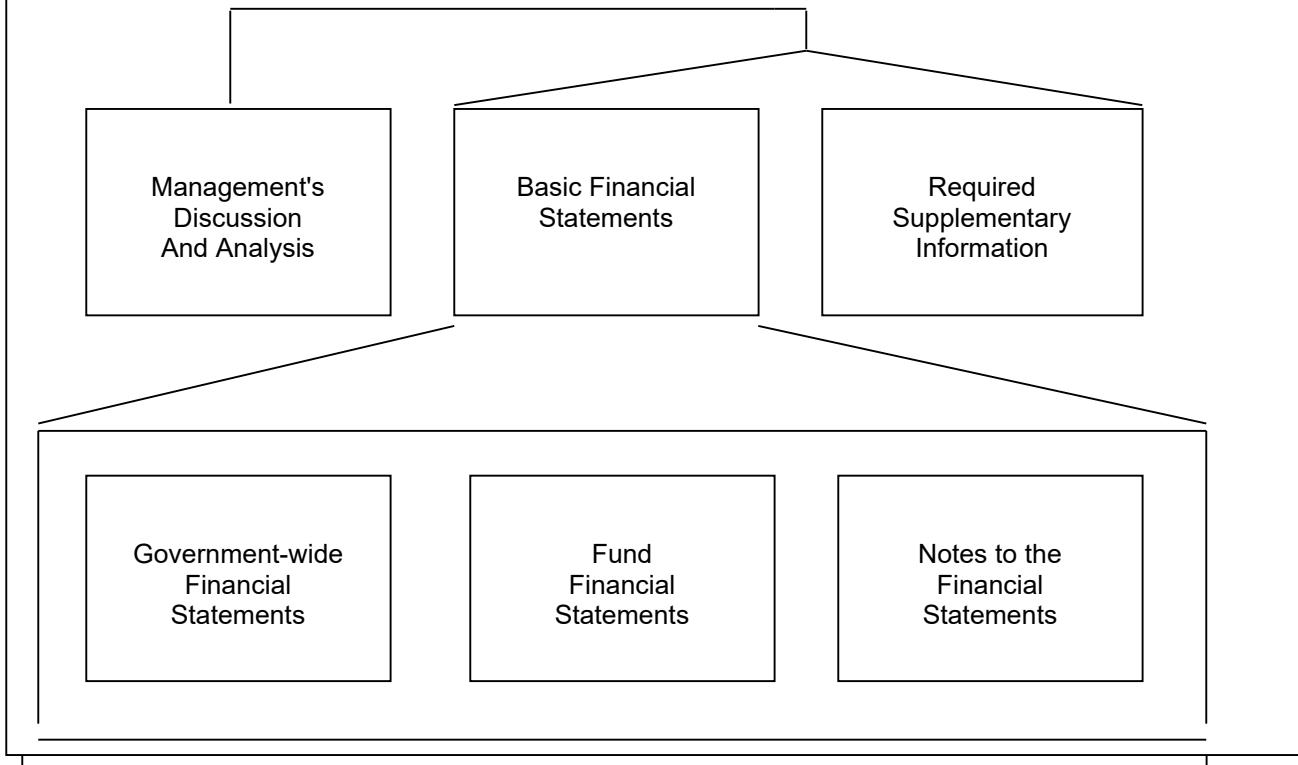 Management's
Discussion
And Analysis
Basic Financial
Statements
Required
Supplementary
Information
Government-wide
Financial
Statements
Fund
Financial
Statements
Notes to the
Financial
Statements